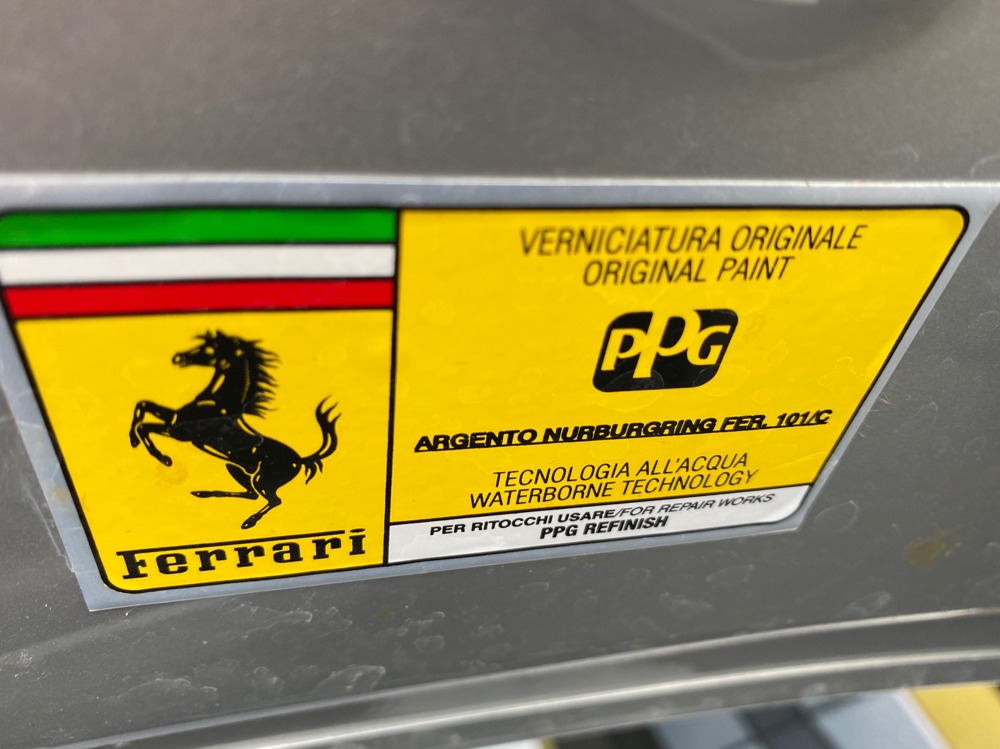 VERNICIATURA ORIGINALE
ORIGINAL PAINT
PPG
ARGENTO NURBURGRING FER. 101/C
TECNOLOGIA ALL'ACQUA
WATERBORNE TECHNOLOGY
PER RITOCCHI USARE/FOR REPAIR WORKS
PPG REFINISH
Ferrari